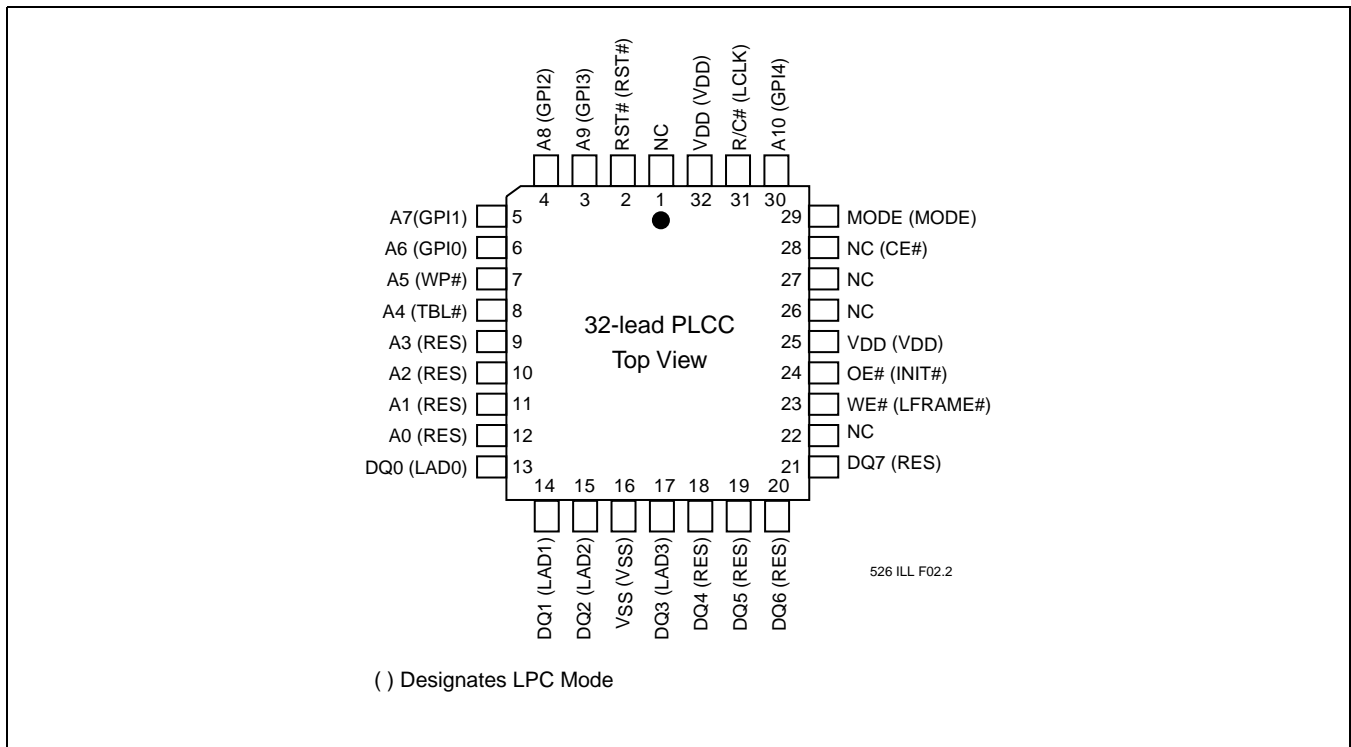 A8 (GPI2)
A9 (GPI3)
RST# (RST#)
NC
VDD (VDD)
R/C# (LCLK)
A10 (GPI4)
4
3
2
1
32
31
30
A7(GPI1)
5
A6 (GPI0)
6
A5 (WP#)
7
A4 (TBL#)
8
A3 (RES)
9
A2 (RES)
10
A1 (RES)
11
A0 (RES)
12
DQ0 (LAD0)
13
32-lead PLCC
Top View
29
MODE (MODE)
28
NC (CE#)
27
NC
26
NC
25
VDD (VDD)
24
OE# (INIT#)
23
WE# (LFRAME#)
22
NC
21
DQ7 (RES)
14
15
16
17
18
19
20
DQ1 (LAD1)
DQ2 (LAD2)
VSS (VSS)
DQ3 (LAD3)
DQ4 (RES)
DQ5 (RES)
DQ6 (RES)
526 ILL F02.2
( ) Designates LPC Mode